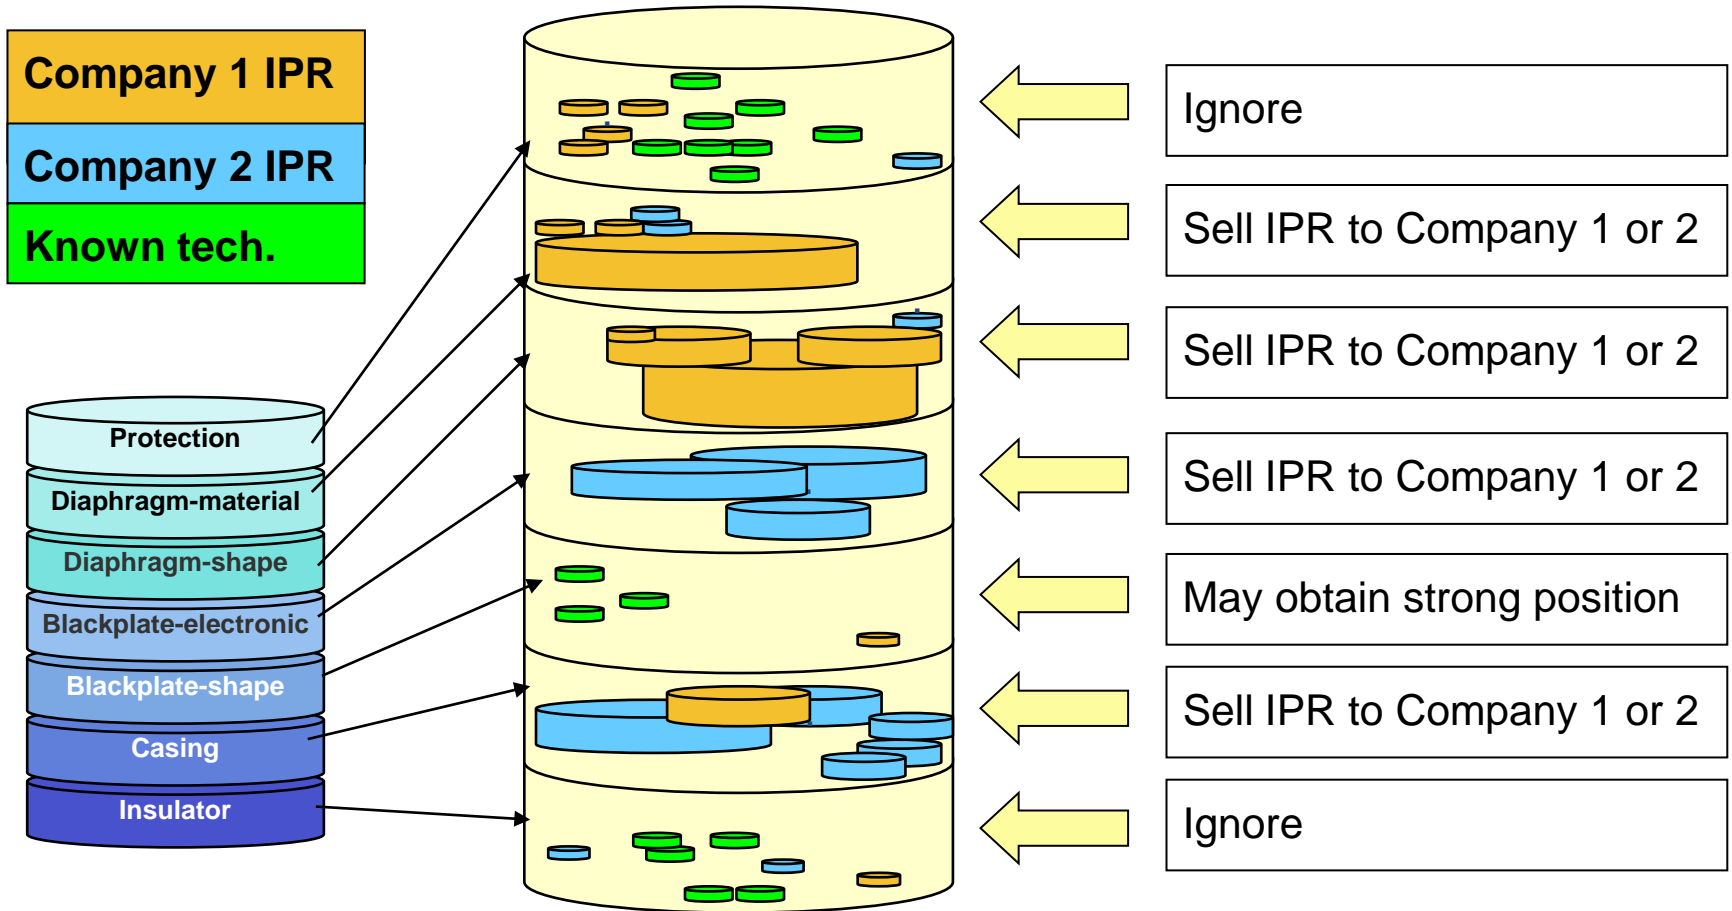 Company 1 IPR
Company 2 IPR
Known tech.
Protection
Diaphragm-material
Diaphragm-shape
Blackplate-electronic
Blackplate-shape
Casing
Insulator
Ignore
Sell IPR to Company 1 or 2
Sell IPR to Company 1 or 2
Sell IPR to Company 1 or 2
May obtain strong position
Sell IPR to Company 1 or 2
Ignore